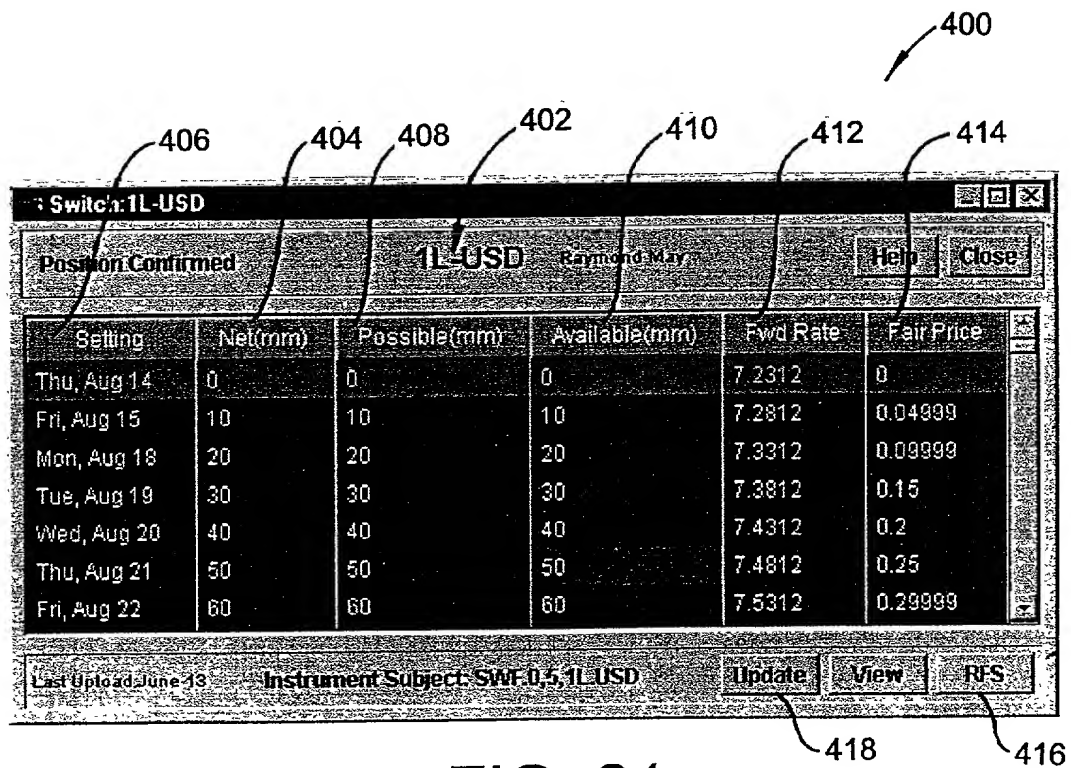 400
406 404 408 402 410 412 414
Switch:1L-USD
Position:Confirmed 1L-USD Raymond May Help Close
Setting Net(mm) Possible(mm) Available(mm) Fwd Rate Fair Price
Thu, Aug 14 0 0 0 7.2312 0
Fri, Aug 15 10 10 10 7.2812 0.04999
Mon, Aug 18 20 20 20 7.3312 0.09999
Tue, Aug 19 30 30 30 7.3812 0.15
Wed, Aug 20 40 40 40 7.4312 0.2
Thu, Aug 21 50 50 50 7.4812 0.25
Fri, Aug 22 60 60 60 7.5312 0.29999
Last Upload:June 13 Instrument Subject: SWF.0,5,1L.USD Update View RFS
418 416